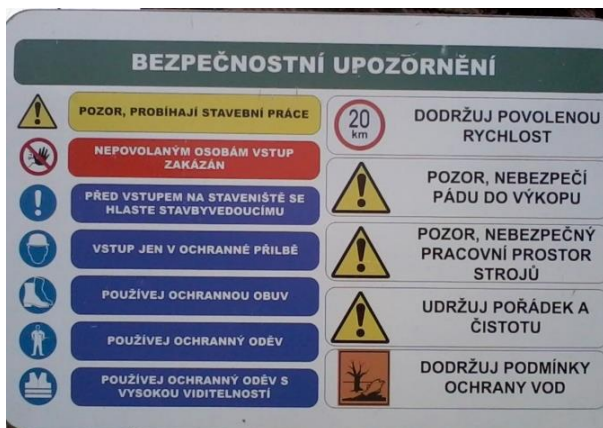 BEZPEČNOSTNÍ UPOZORNĚNÍ
POZOR, PROBÍHAJÍ STAVEBNÍ PRÁCE
NEPOVOLANÝM OSOBÁM VSTUP
ZAKÁZÁN
PŘED VSTUPEM NA STAVENIŠTĚ SE
HLASTE STAVBYVEDOUCÍMU
VSTUP JEN V OCHRANNÉ PŘILBĚ
POUŽÍVEJ OCHRANNOU OBUV
POUŽÍVEJ OCHRANNÝ ODĚV
POUŽÍVEJ OCHRANNÝ ODĚV S
VYSOKOU VIDITELNOSTÍ
20
km
DODRŽUJ POVOLENOU
RYCHLOST
POZOR, NEBEZPEČÍ
PÁDU DO VÝKOPU
POZOR, NEBEZPEČNÝ
PRACOVNÍ PROSTOR
STROJŮ
UDRŽUJ POŘÁDEK A
ČISTOTU
DODRŽUJ PODMÍNKY
OCHRANY VOD